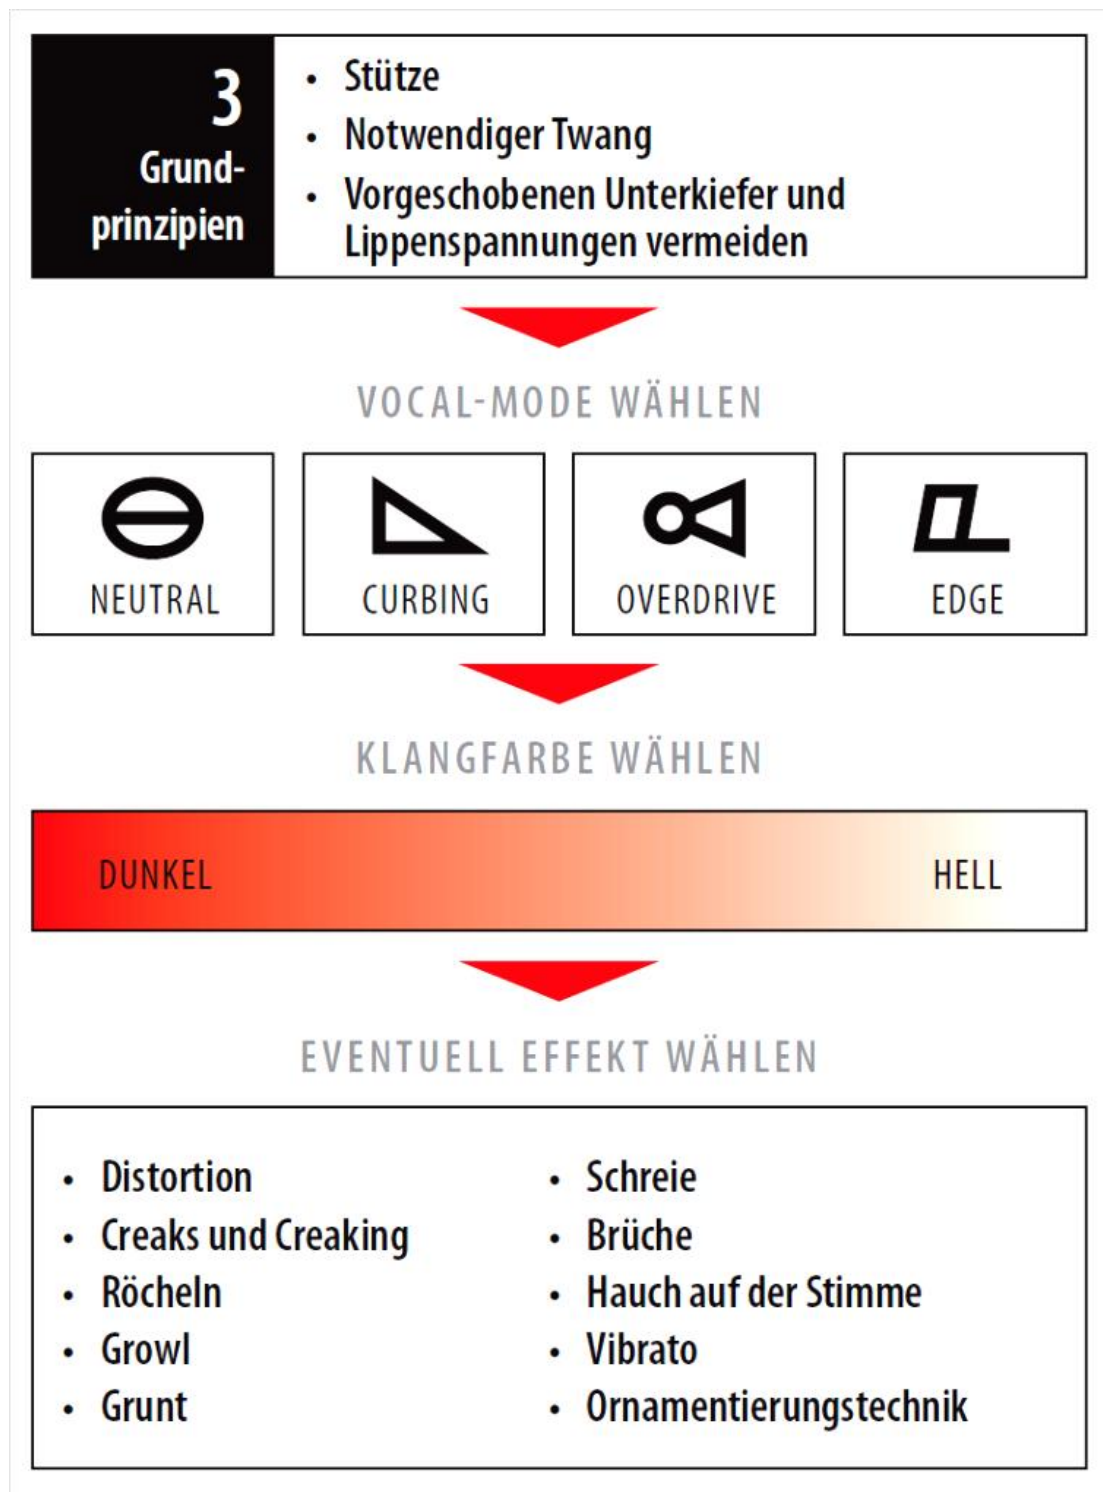 3
Grund-
prinzipien
• Stütze
• Notwendiger Twang
• Vorgeschobenen Unterkiefer und
Lippenspannungen vermeiden
VOCAL-MODE WÄHLEN
NEUTRAL
CURBING
OVERDRIVE
EDGE
KLANGFARBE WÄHLEN
DUNKEL
HELL
EVENTUELL EFFEKT WÄHLEN
• Distortion
• Creaks und Creaking
• Röcheln
• Growl
• Grunt
• Schreie
• Brüche
• Hauch auf der Stimme
• Vibrato
• Ornamentierungstechnik